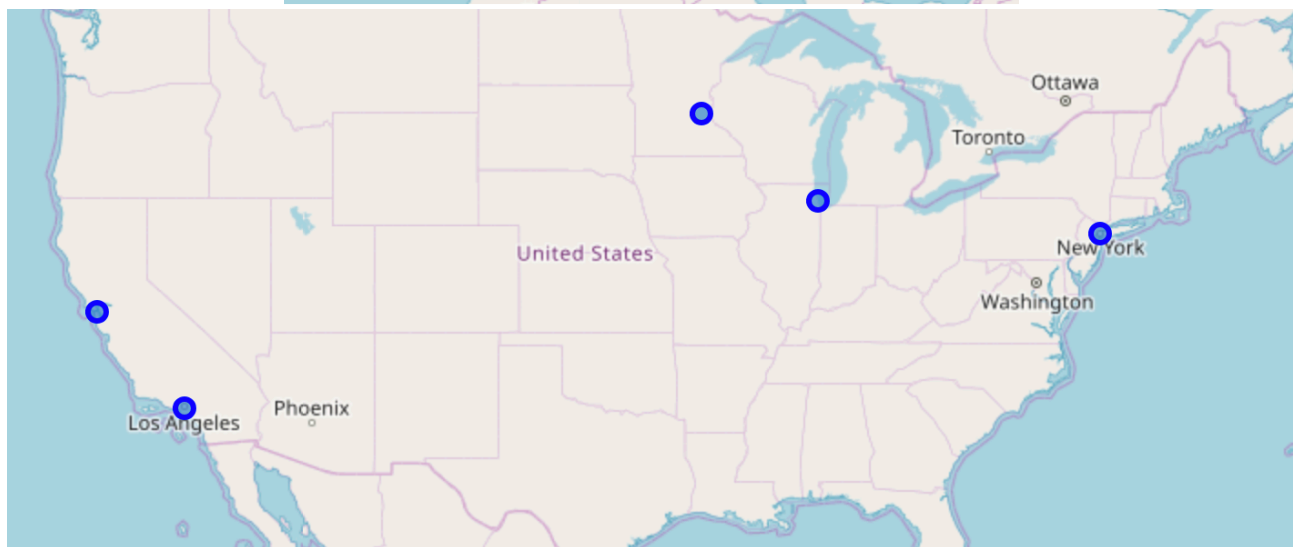 Ottawa
Toronto
United States
New York
Washington
Phoenix
Los Angeles